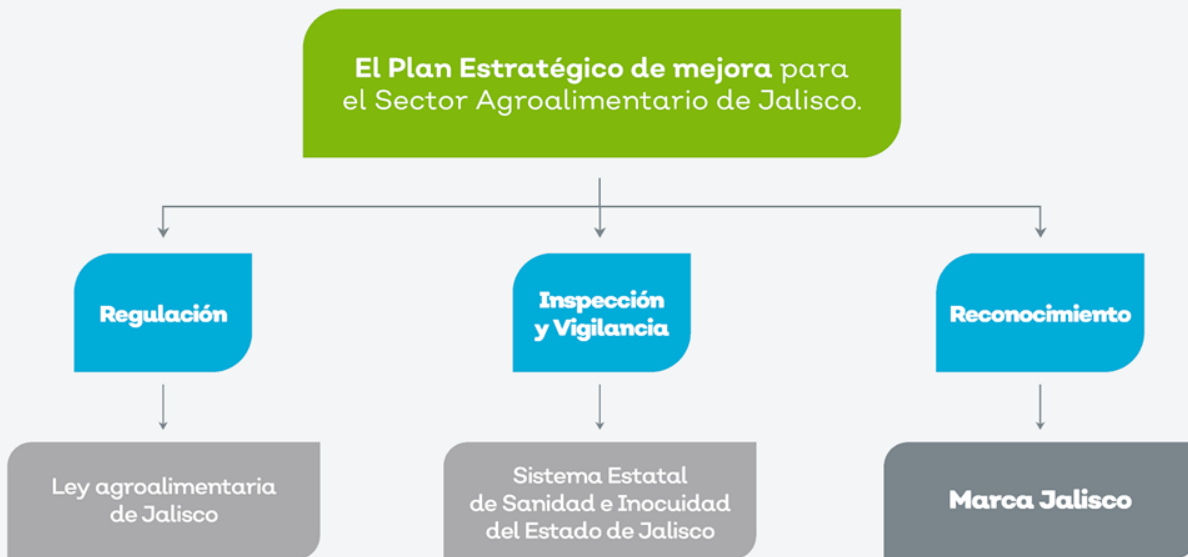 El Plan Estratégico de mejora para
el Sector Agroalimentario de Jalisco.
Regulación
Inspección
y Vigilancia
Reconocimiento
Ley agroalimentaria
de Jalisco
Sistema Estatal
de Sanidad e Inocuidad
del Estado de Jalisco
Marca Jalisco